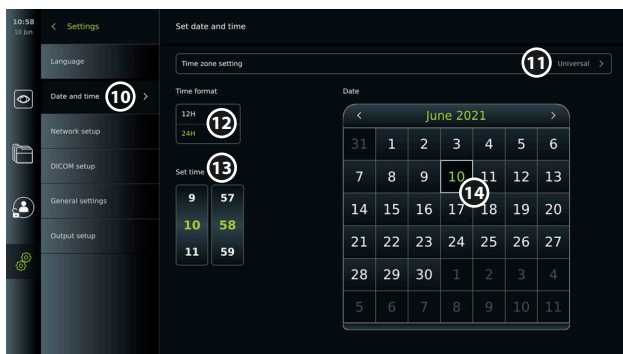 10:58
10 Jun
Settings
Set date and time
Language
Date and time
10
Network setup
DICOM setup
General settings
Output setup
Time zone setting
11
Universal
Time format
12H
24H
12
Set time
13
9 57
10 58
11 59
Date
June 2021
31 1 2 3 4 5 6
7 8 9 10 11 12 13
14
14 15 16 17 18 19 20
21 22 23 24 25 26 27
28 29 30 1 2 3 4
5 6 7 8 9 10 11